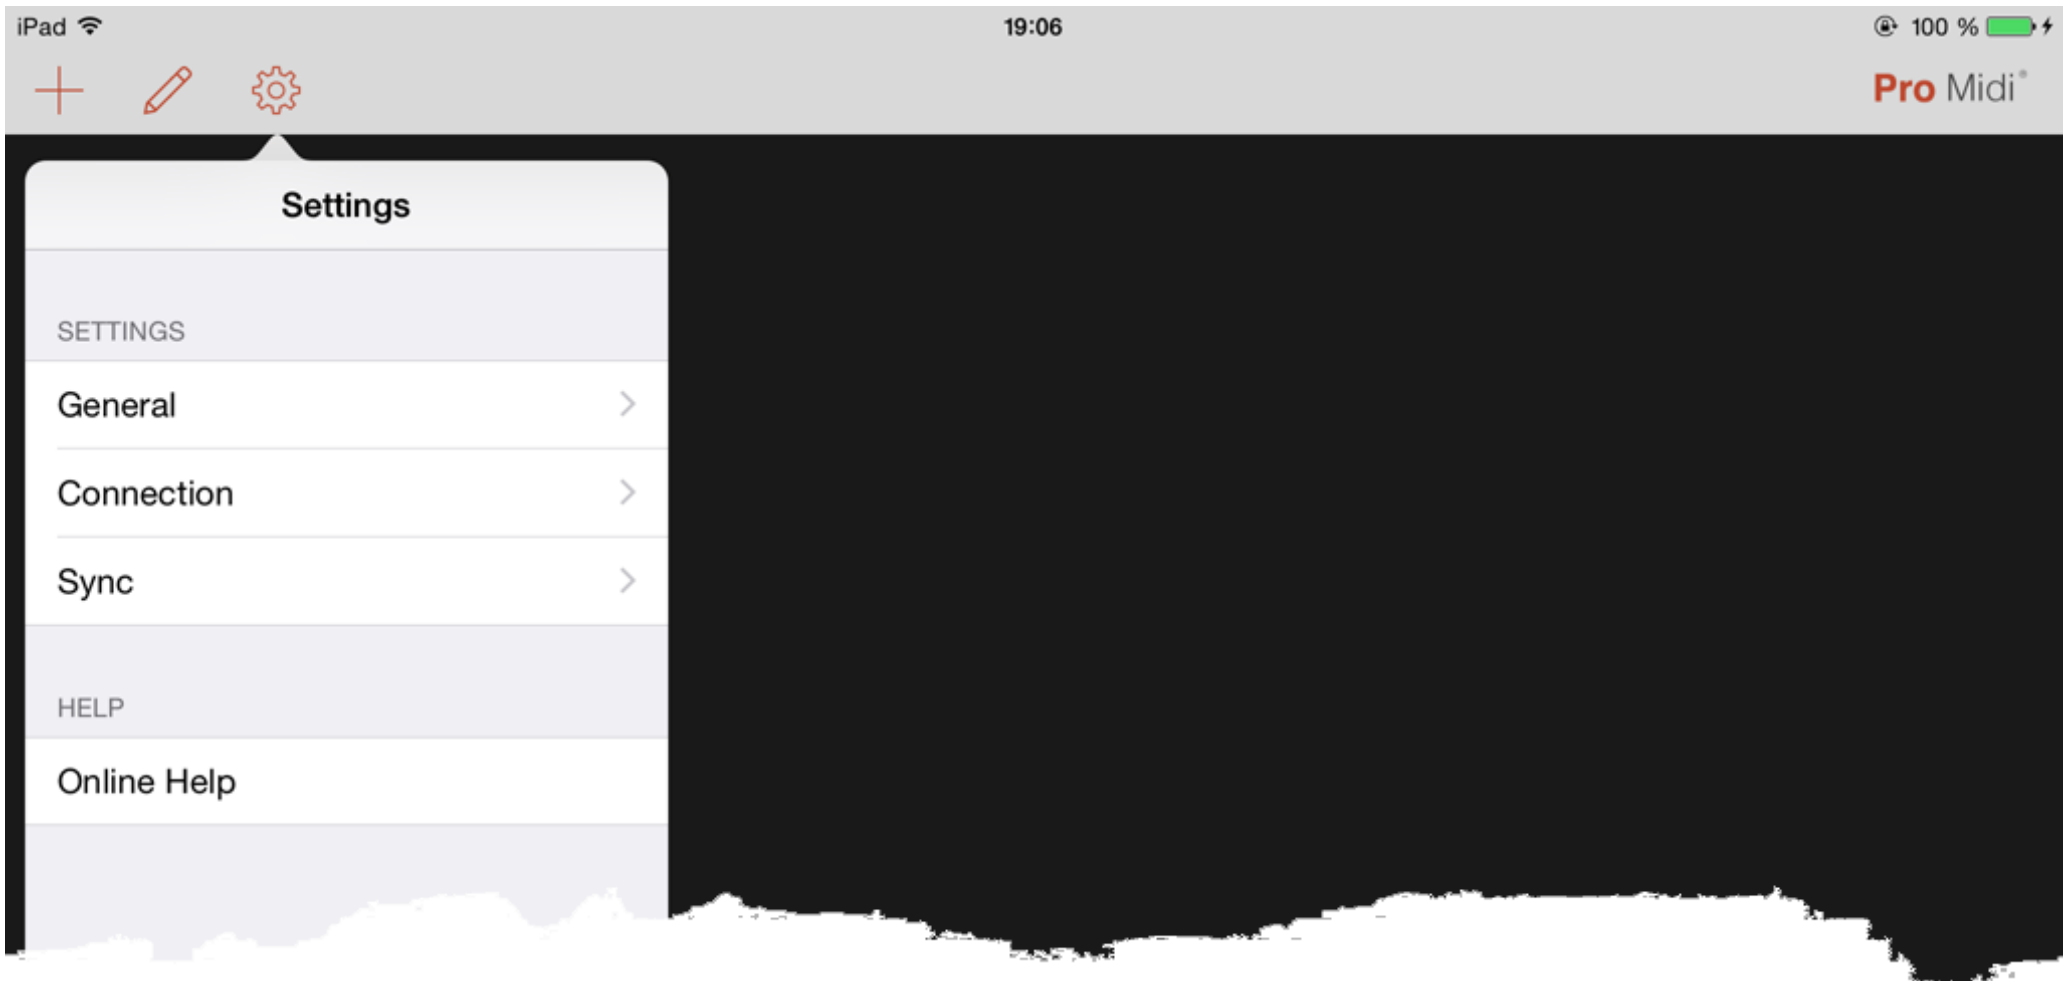 iPad 19:06 100 %
Pro Midi®
Settings
SETTINGS
General
Connection
Sync
HELP
Online Help